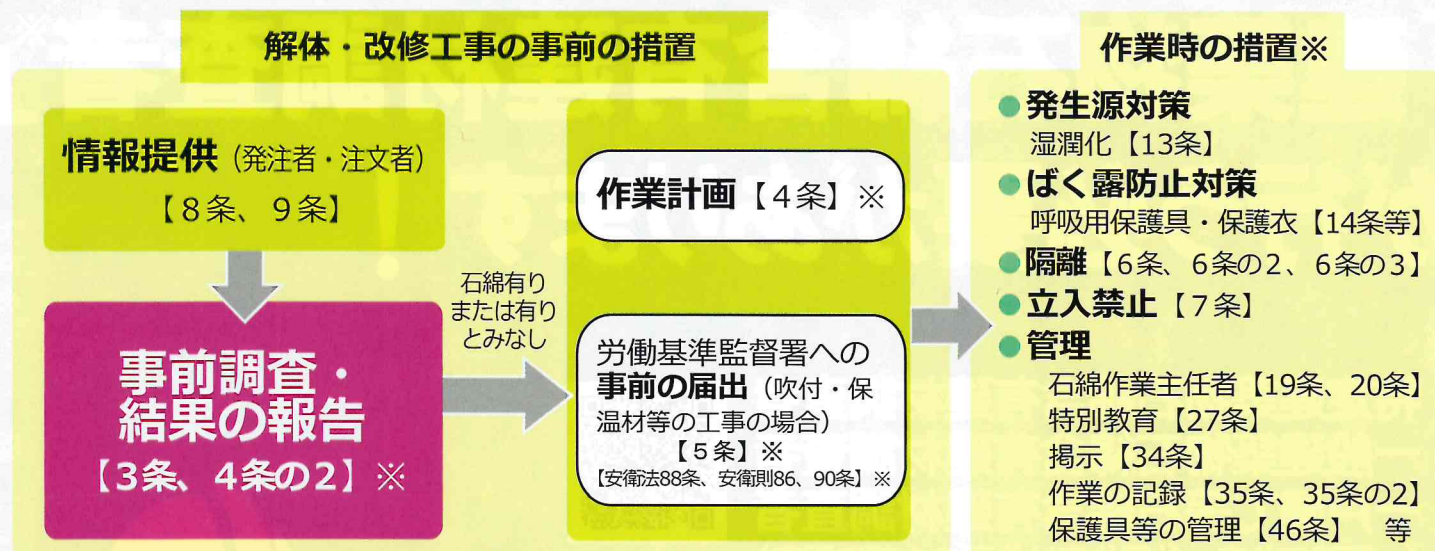 解体・改修工事の事前の措置
情報提供（発注者・注文者）
【８条、９条】
事前調査・
結果の報告
【３条、４条の２】※
石綿有り
または有り
とみなし
作業計画【４条】※
労働基準監督署への
事前の届出（吹付・保
温材等の工事の場合）
【５条】※
【安衛法88条、安衛則86、90条】※
作業時の措置※
●発生源対策
湿潤化【13条】
●ばく露防止対策
呼吸用保護具・保護衣【14条等】
●隔離【６条、６条の２、６条の３】
●立入禁止【７条】
●管理
石綿作業主任者【19条、20条】
特別教育【27条】
掲示【34条】
作業の記録【35条、35条の２】
保護具等の管理【46条】　等